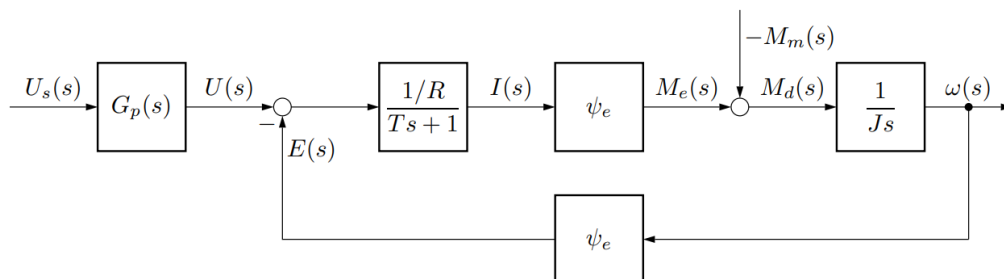 -M_m(s)
U_s(s)
G_p(s)
U(s)
−
E(s)
1/R
Ts + 1
I(s)
ψ_e
M_e(s)
M_d(s)
1
Js
ω(s)
ψ_e